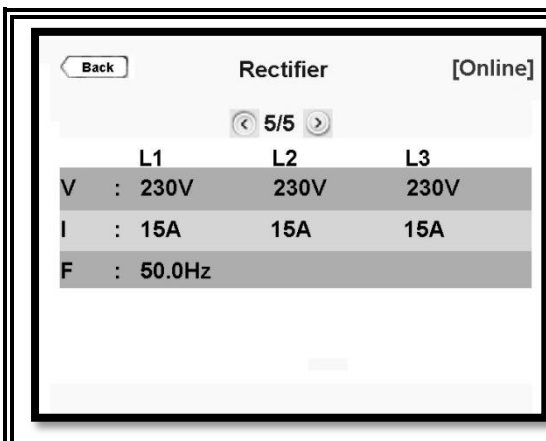 Back Rectifier [Online]
5/5
L1 L2 L3
V : 230V 230V 230V
I : 15A 15A 15A
F : 50.0Hz